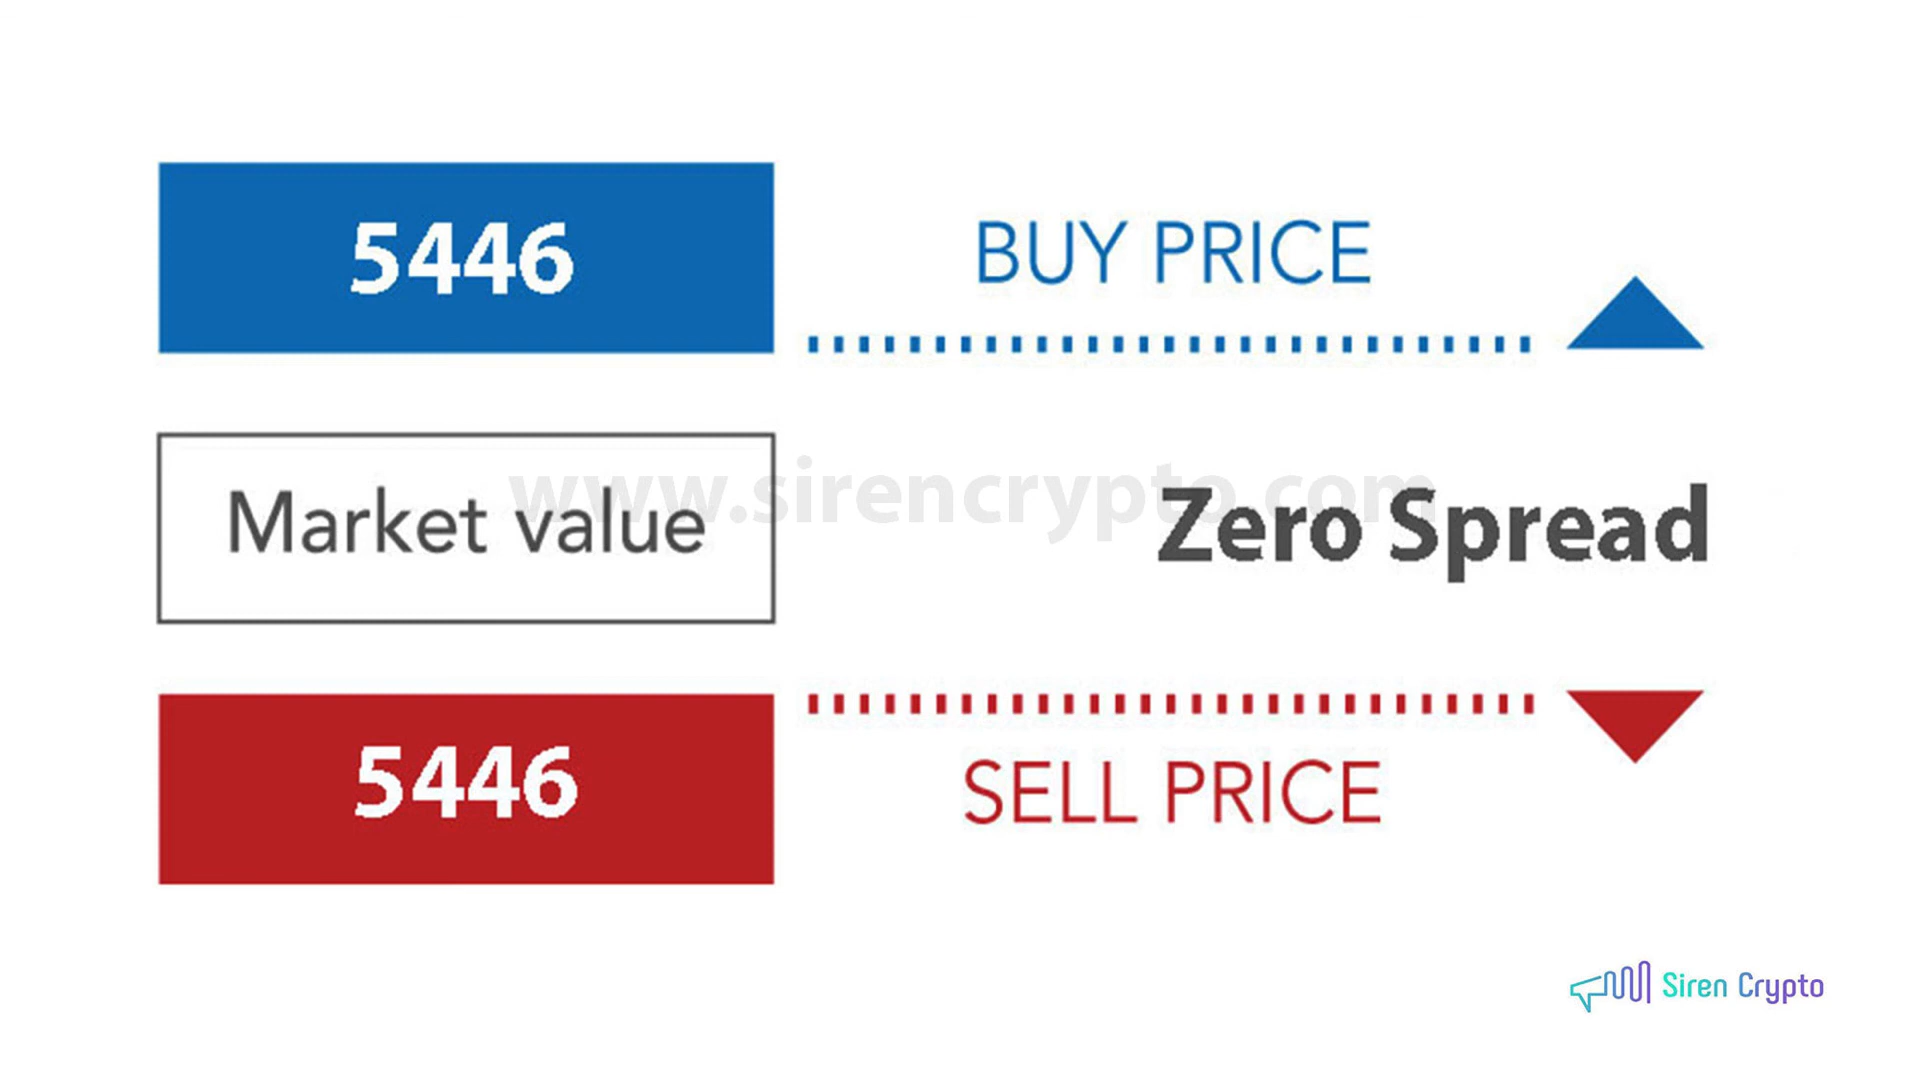 5446
BUY PRICE
Market value
www.sirencrypto.com
Zero Spread
5446
SELL PRICE
Siren Crypto